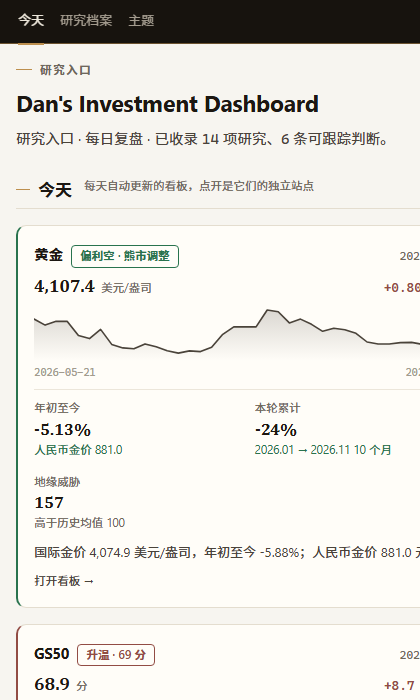 今天 研究档案 主题
研究入口
Dan's Investment Dashboard
研究入口 · 每日复盘 · 已收录 14 项研究、6 条可跟踪判断。
今天 每天自动更新的看板，点开是它们的独立站点
黄金 偏利空 · 熊市调整 202
4,107.4 美元/盎司 +0.80
2026-05-21 202
年初至今 本轮累计
-5.13% -24%
人民币金价 881.0 2026.01 → 2026.11 10 个月
地缘威胁
157
高于历史均值 100
国际金价 4,074.9 美元/盎司，年初至今 -5.88%；人民币金价 881.0
打开看板 →
GS50 升温 · 69 分 202
68.9 分 +8.7